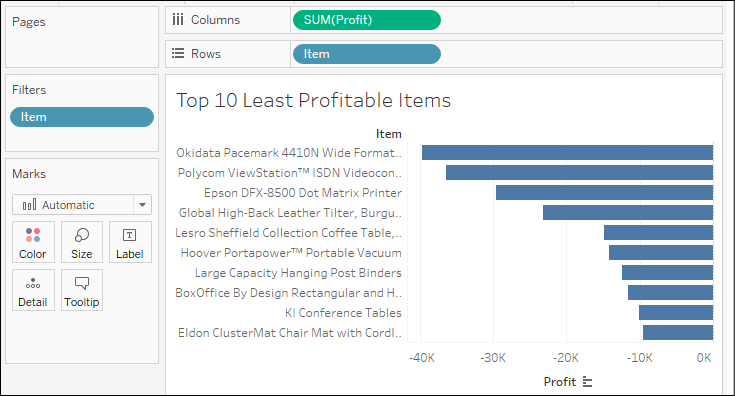 Pages
Columns
SUM(Profit)
Rows
Item
Filters
Item
Marks
Automatic
Color
Size
Label
Detail
Tooltip
Top 10 Least Profitable Items
Item
Okidata Pacemark 4410N Wide Format..
Polycom ViewStation™ ISDN Videocon..
Epson DFX-8500 Dot Matrix Printer
Global High-Back Leather Tilter, Burgu..
Lesro Sheffield Collection Coffee Table,..
Hoover Portapower™ Portable Vacuum
Large Capacity Hanging Post Binders
BoxOffice By Design Rectangular and H..
KI Conference Tables
Eldon ClusterMat Chair Mat with Cordl..
-40K -30K -20K -10K 0K
Profit